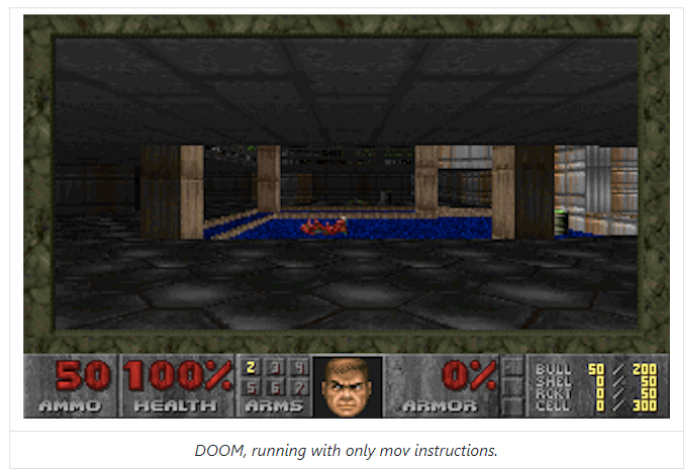 50 100% 2 3 4 0% BULL 50 / 200
5 6 7 SHEL 0 / 50
RCKT 0 / 50
AMMO HEALTH ARMS ARMOR CELL 0 / 300
DOOM, running with only mov instructions.